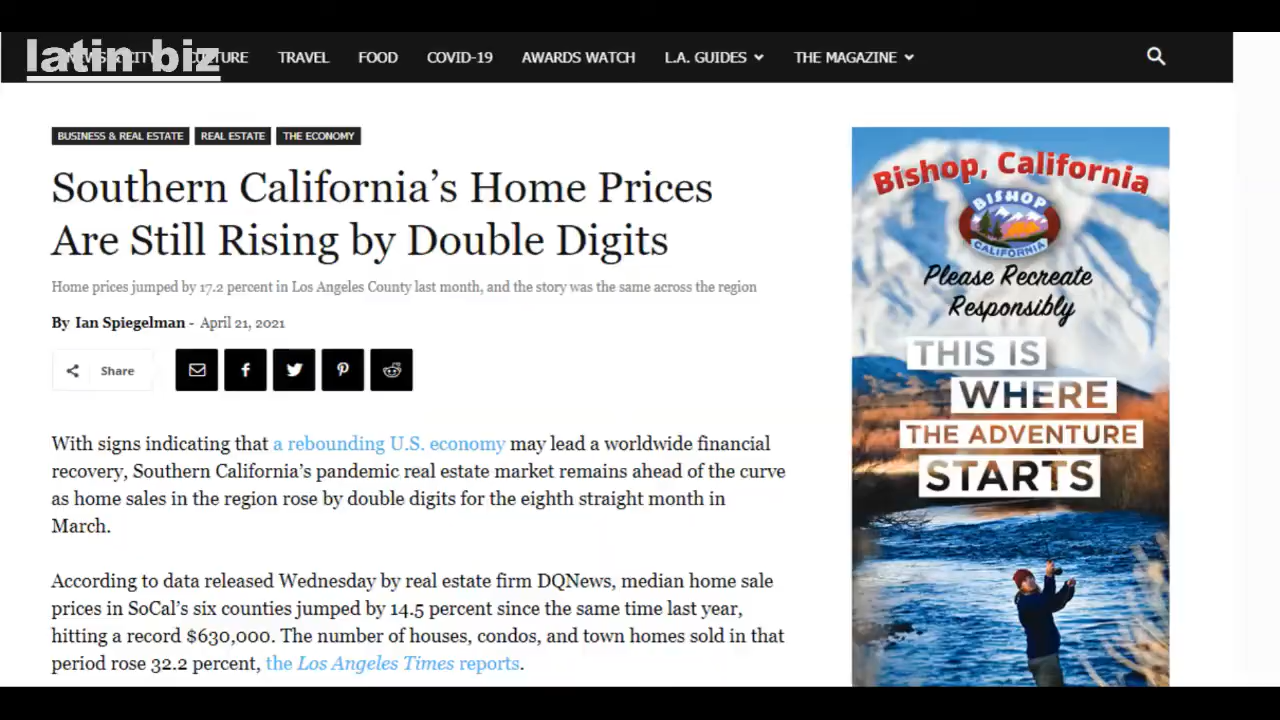 latin biz
CULTURE
TRAVEL
FOOD
COVID-19
AWARDS WATCH
L.A. GUIDES
THE MAGAZINE
BUSINESS & REAL ESTATE
REAL ESTATE
THE ECONOMY
Southern California’s Home Prices
Are Still Rising by Double Digits
Home prices jumped by 17.2 percent in Los Angeles County last month, and the story was the same across the region
By Ian Spiegelman - April 21, 2021
Share
With signs indicating that a rebounding U.S. economy may lead a worldwide financial
recovery, Southern California’s pandemic real estate market remains ahead of the curve
as home sales in the region rose by double digits for the eighth straight month in
March.
According to data released Wednesday by real estate firm DQNews, median home sale
prices in SoCal’s six counties jumped by 14.5 percent since the same time last year,
hitting a record $630,000. The number of houses, condos, and town homes sold in that
period rose 32.2 percent, the Los Angeles Times reports.
Bishop, California
BISHOP
CALIFORNIA
Please Recreate
Responsibly
THIS IS
WHERE
THE ADVENTURE
STARTS